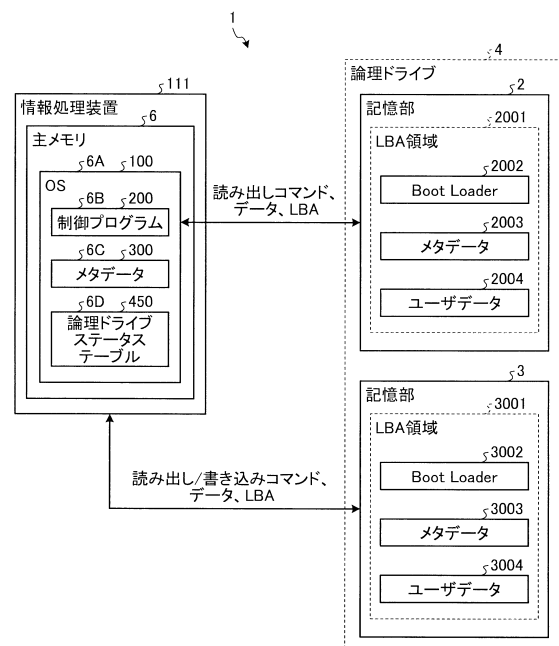 1
111
情報処理装置
6
主メモリ
6A
100
OS
6B
200
制御プログラム
6C
300
メタデータ
6D
450
論理ドライブ
ステータス
テーブル
読み出しコマンド、
データ、LBA
読み出し/書き込みコマンド、
データ、LBA
4
論理ドライブ
2
記憶部
2001
LBA領域
2002
Boot Loader
2003
メタデータ
2004
ユーザデータ
3
記憶部
3001
LBA領域
3002
Boot Loader
3003
メタデータ
3004
ユーザデータ